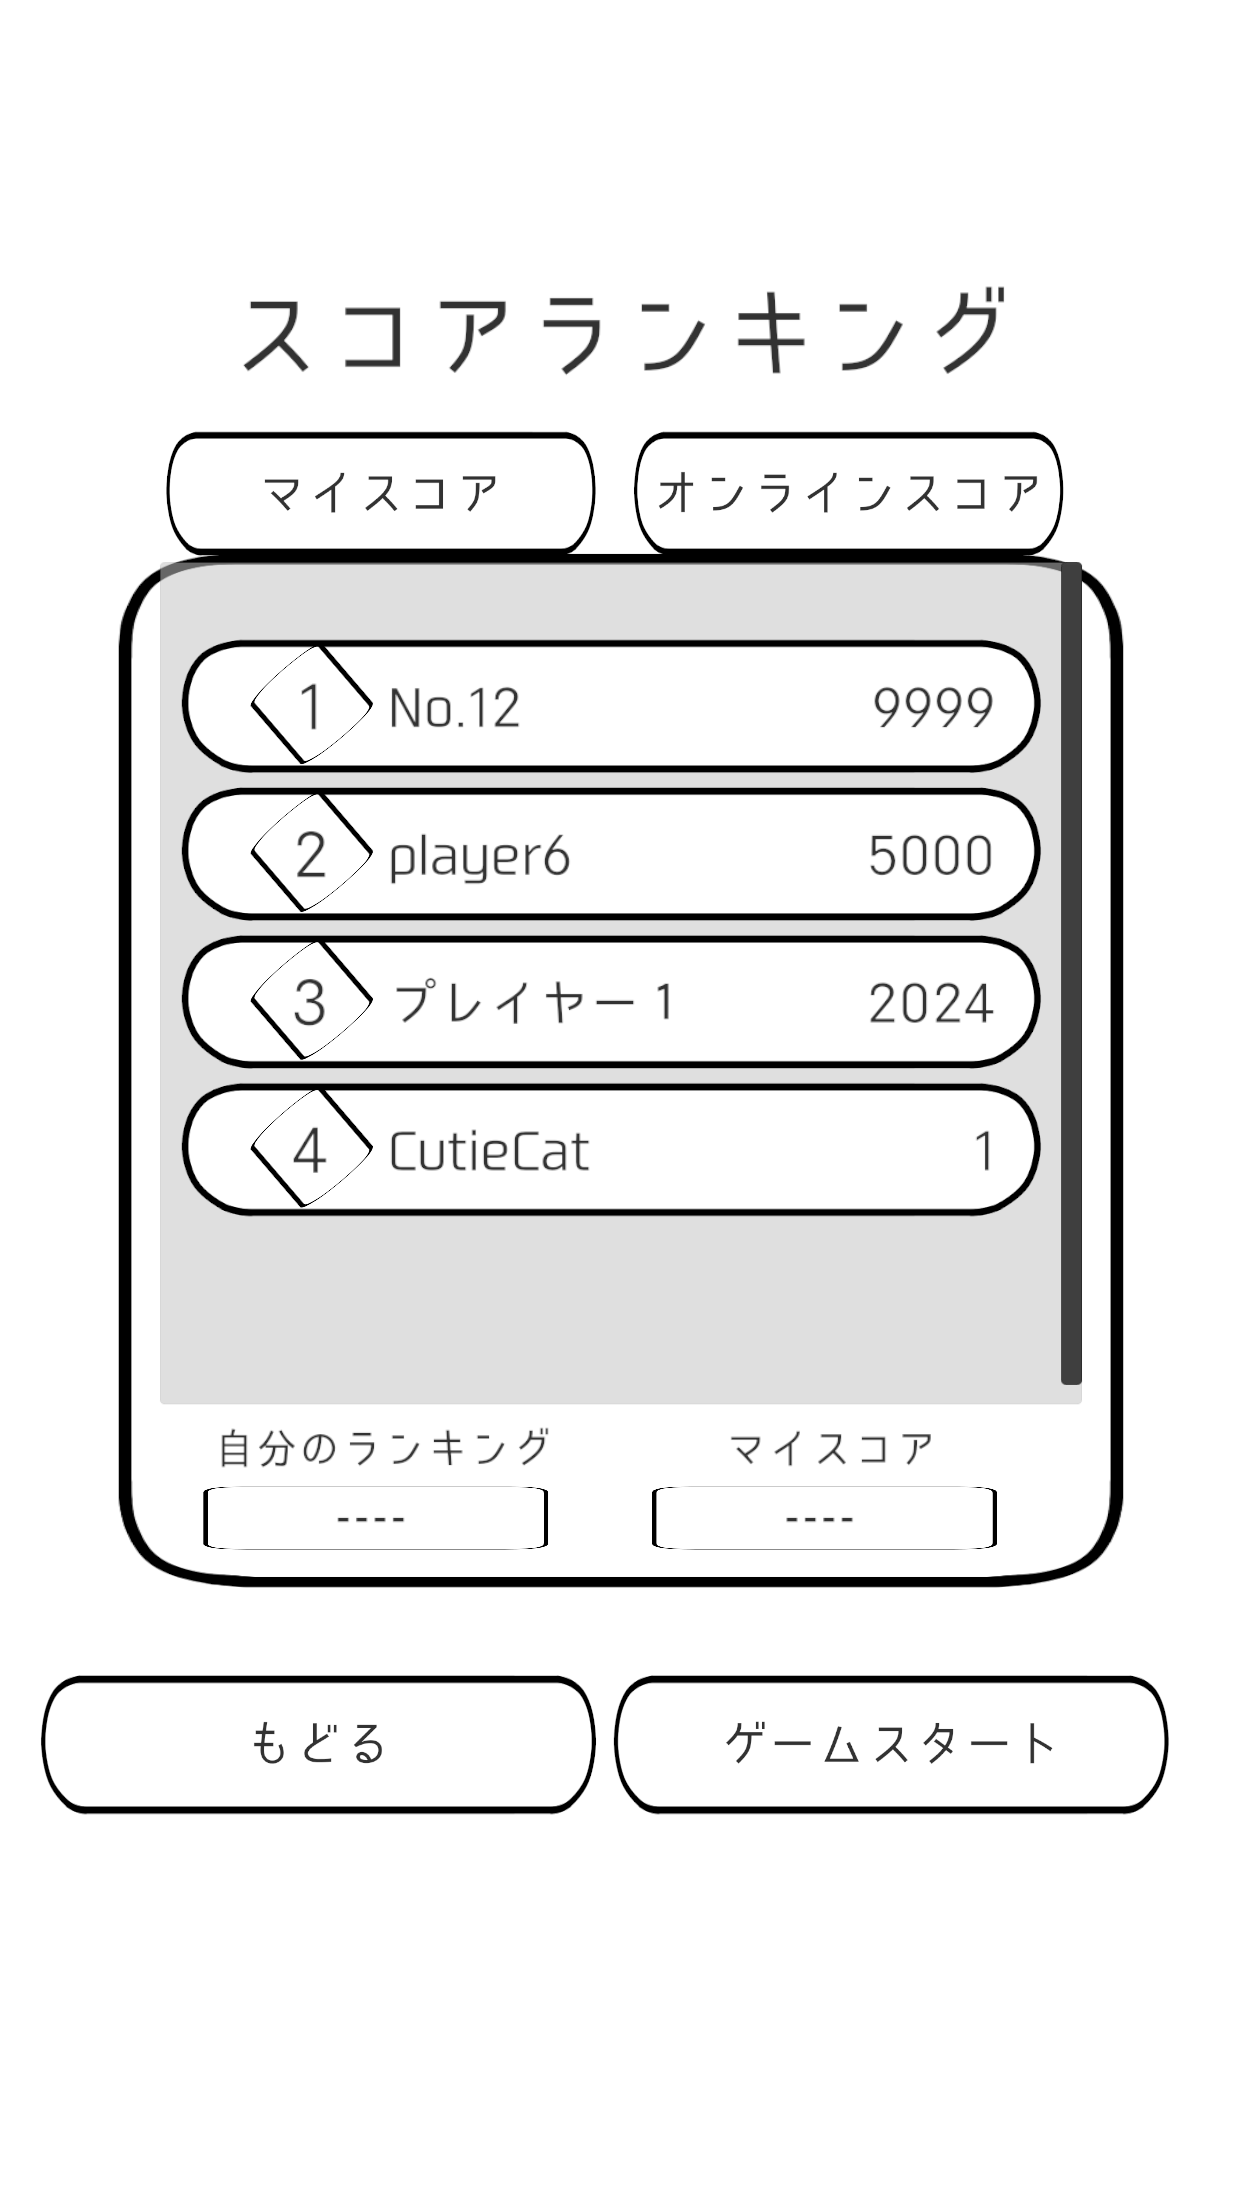 スコアランキング
マイスコア オンラインスコア
1 No.12 9999
2 player6 5000
3 プレイヤー1 2024
4 CutieCat 1
自分のランキング マイスコア
---- ----
もどる ゲームスタート